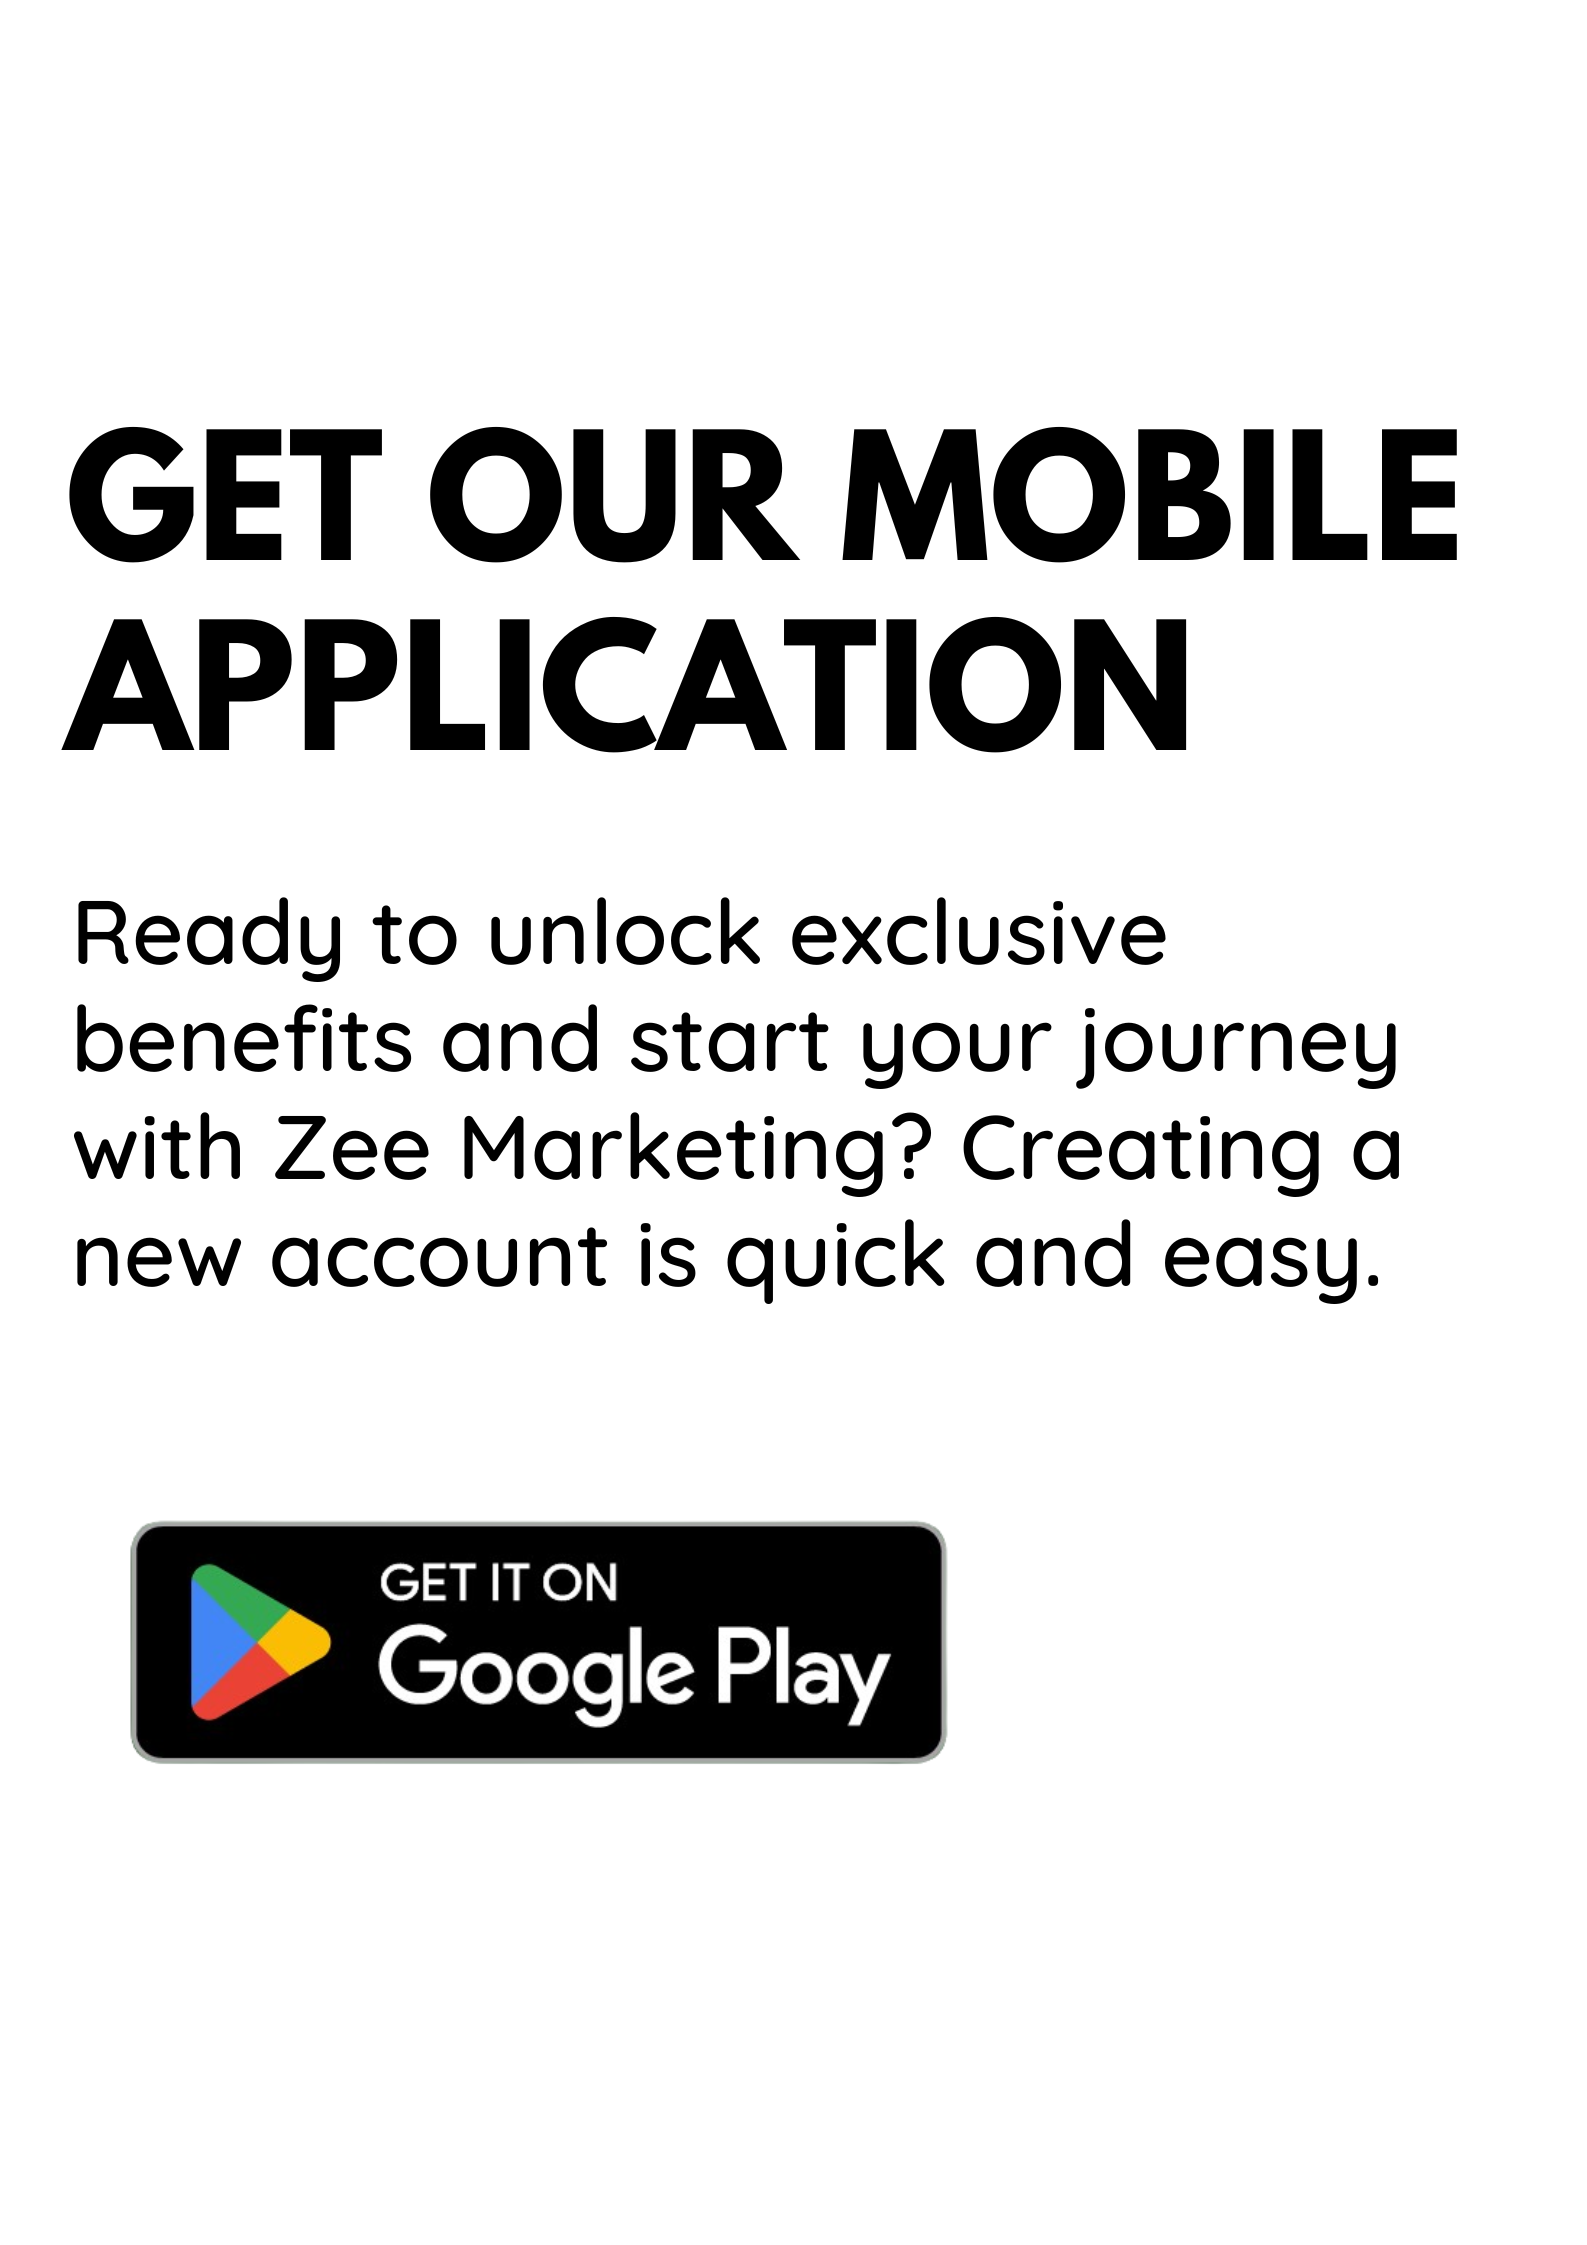 GET OUR MOBILE
APPLICATION
Ready to unlock exclusive
benefits and start your journey
with Zee Marketing? Creating a
new account is quick and easy.
GET IT ON
Google Play